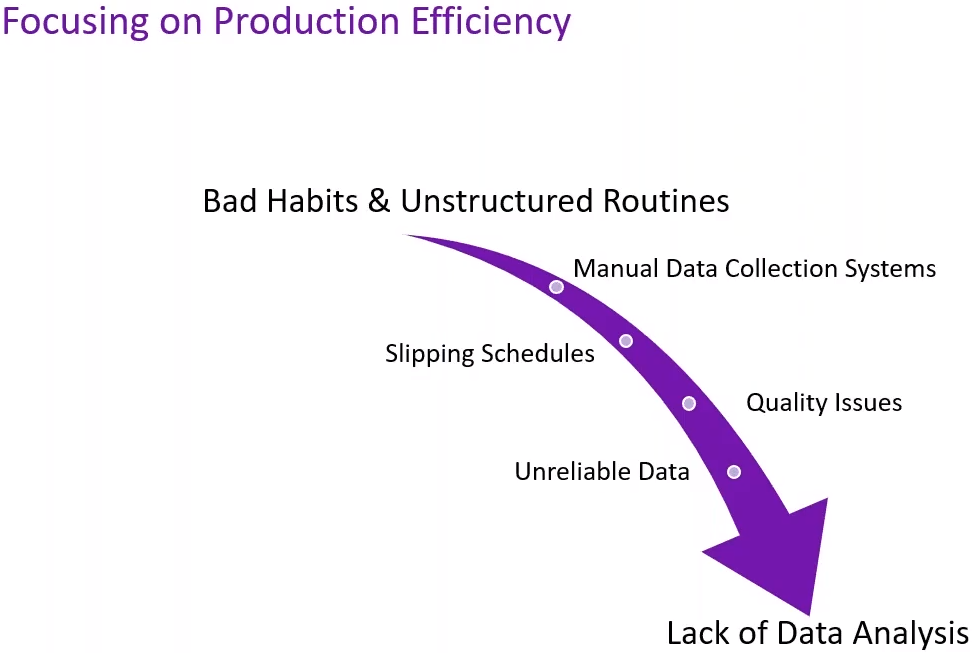 Focusing on Production Efficiency
Bad Habits & Unstructured Routines
Manual Data Collection Systems
Slipping Schedules
Quality Issues
Unreliable Data
Lack of Data Analysis